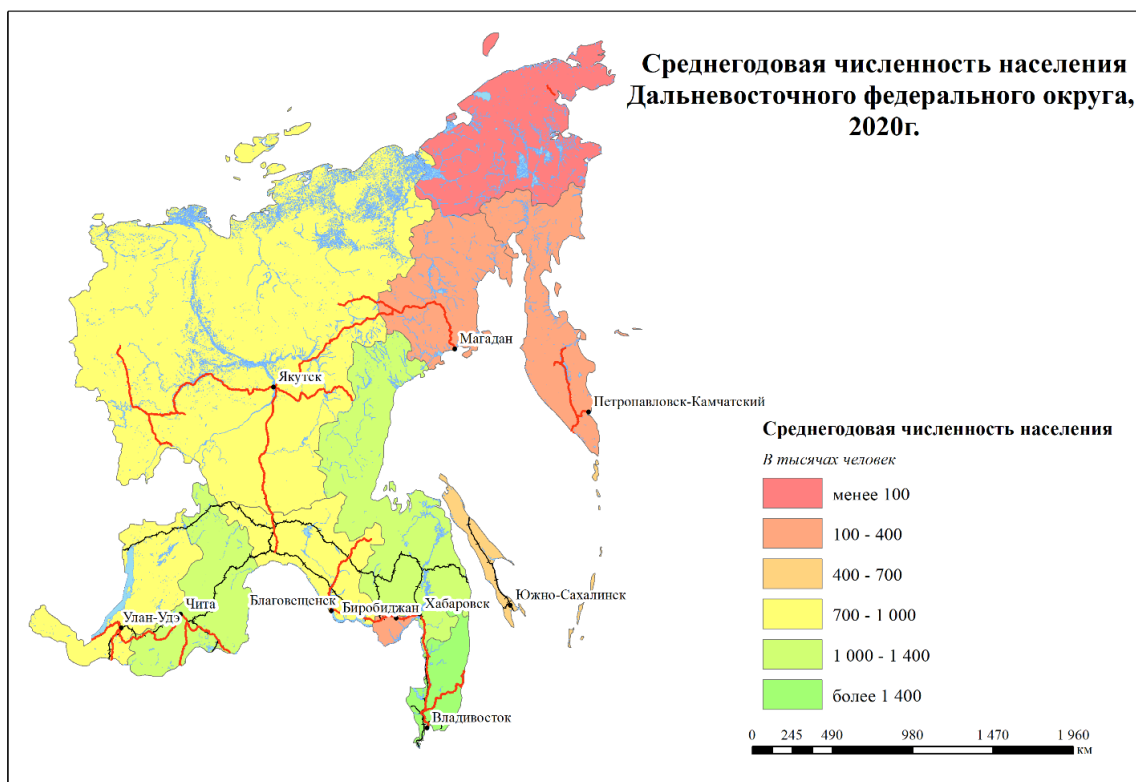 Среднегодовая численность населения
Дальневосточного федерального округа,
2020г.
Магадан
Якутск
Петропавловск-Камчатский
Среднегодовая численность населения
В тысячах человек
менее 100
100 - 400
400 - 700
700 - 1 000
1 000 - 1 400
более 1 400
Чита
Улан-Удэ
Благовещенск
Биробиджан
Хабаровск
Южно-Сахалинск
Владивосток
0 245 490 980 1 470 1 960
км